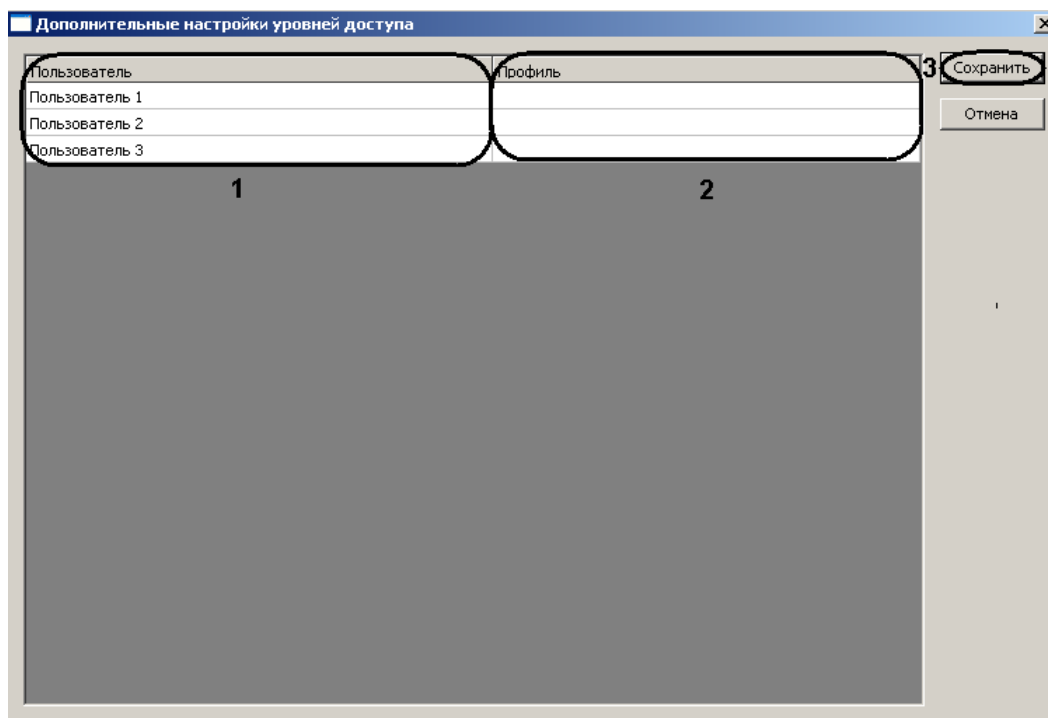 Дополнительные настройки уровней доступа
Пользователь Профиль 3 Сохранить
Пользователь 1
Отмена
Пользователь 2
Пользователь 3
1 2